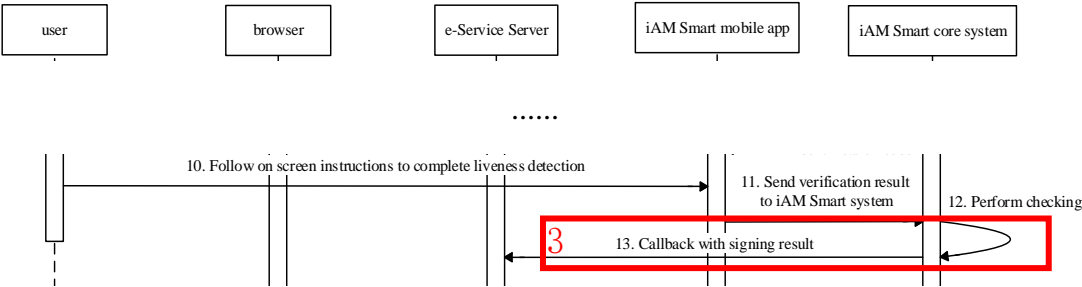 user
browser
e-Service Server
iAM Smart mobile app
iAM Smart core system
......
10. Follow on screen instructions to complete liveness detection
11. Send verification result
to iAM Smart system
12. Perform checking
3
13. Callback with signing result